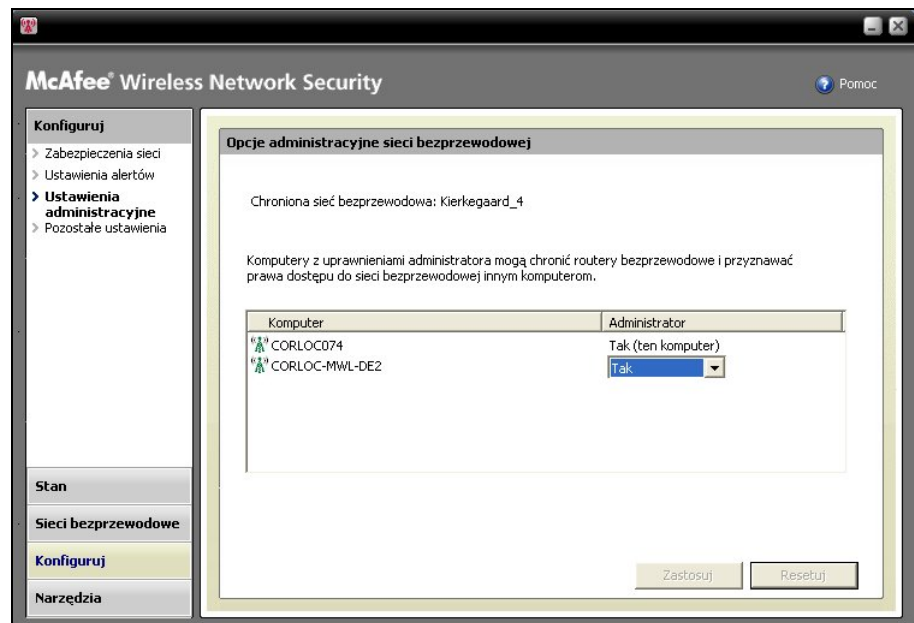 McAfee® Wireless Network Security
Pomoc
Konfiguruj
Zabezpieczenia sieci
Ustawienia alertów
Ustawienia
administracyjne
Pozostałe ustawienia
Stan
Sieci bezprzewodowe
Konfiguruj
Narzędzia
Opcje administracyjne sieci bezprzewodowej
Chroniona sieć bezprzewodowa: Kierkegaard_4
Komputery z uprawnieniami administratora mogą chronić routery bezprzewodowe i przyznawać
prawa dostępu do sieci bezprzewodowej innym komputerom.
Komputer Administrator
CORLOC074 Tak (ten komputer)
CORLOC-MWL-DE2 Tak
Zastosuj Resetuj